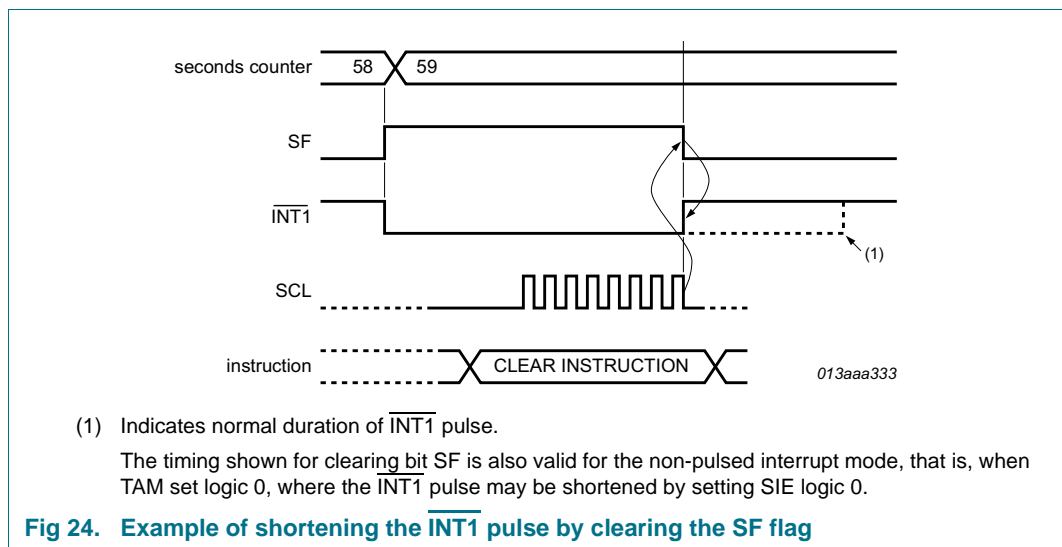 seconds counter 58 59
SF
INT1
(1)
SCL
instruction CLEAR INSTRUCTION
013aaa333
(1) Indicates normal duration of INT1 pulse.
The timing shown for clearing bit SF is also valid for the non-pulsed interrupt mode, that is, when
TAM set logic 0, where the INT1 pulse may be shortened by setting SIE logic 0.
Fig 24. Example of shortening the INT1 pulse by clearing the SF flag